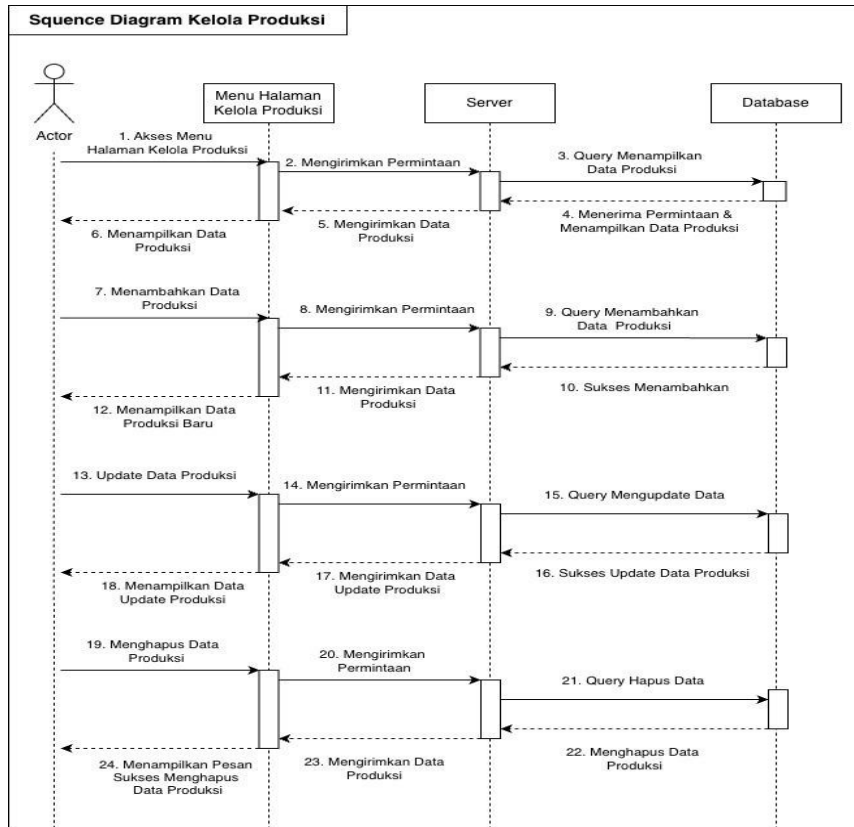 Squence Diagram Kelola Produksi
Actor
Menu Halaman
Kelola Produksi
Server
Database
1. Akses Menu
Halaman Kelola Produksi
2. Mengirimkan Permintaan
3. Query Menampilkan
Data Produksi
4. Menerima Permintaan &
Menampilkan Data Produksi
5. Mengirimkan Data
Produksi
6. Menampilkan Data
Produksi
7. Menambahkan Data
Produksi
8. Mengirimkan Permintaan
9. Query Menambahkan
Data Produksi
10. Sukses Menambahkan
11. Mengirimkan Data
Produksi
12. Menampilkan Data
Produksi Baru
13. Update Data Produksi
14. Mengirimkan Permintaan
15. Query Mengupdate Data
16. Sukses Update Data Produksi
17. Mengirimkan Data
Update Produksi
18. Menampilkan Data
Update Produksi
19. Menghapus Data
Produksi
20. Mengirimkan
Permintaan
21. Query Hapus Data
22. Menghapus Data
Produksi
23. Mengirimkan Data
Produksi
24. Menampilkan Pesan
Sukses Menghapus
Data Produksi